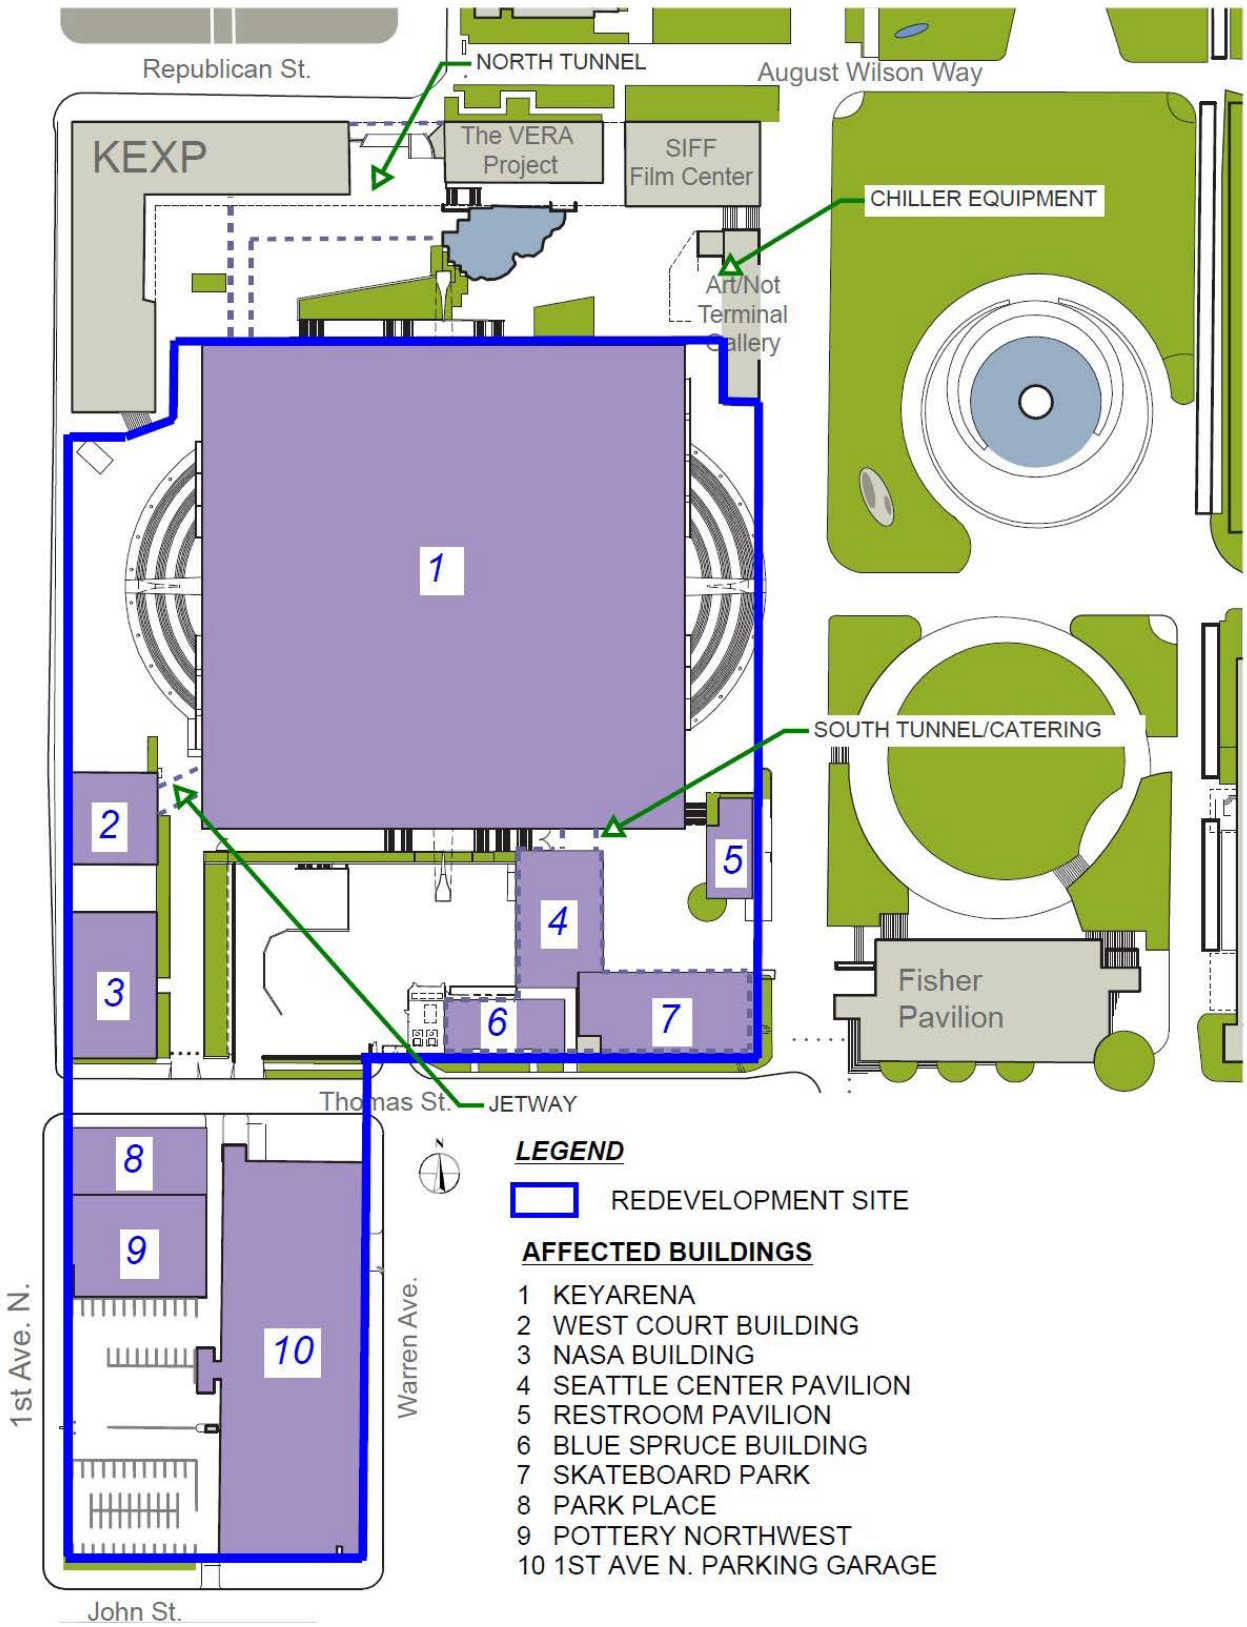 Republican St.
NORTH TUNNEL
August Wilson Way
KEXP
The VERA
Project
SIFF
Film Center
CHILLER EQUIPMENT
Art/Not
Terminal
Gallery
1
SOUTH TUNNEL/CATERING
2
5
4
3
6
7
Fisher
Pavilion
Thomas St.
JETWAY
N
8
9
10
1st Ave. N.
Warren Ave.
John St.
LEGEND
REDEVELOPMENT SITE
AFFECTED BUILDINGS
1 KEYARENA
2 WEST COURT BUILDING
3 NASA BUILDING
4 SEATTLE CENTER PAVILION
5 RESTROOM PAVILION
6 BLUE SPRUCE BUILDING
7 SKATEBOARD PARK
8 PARK PLACE
9 POTTERY NORTHWEST
10 1ST AVE N. PARKING GARAGE